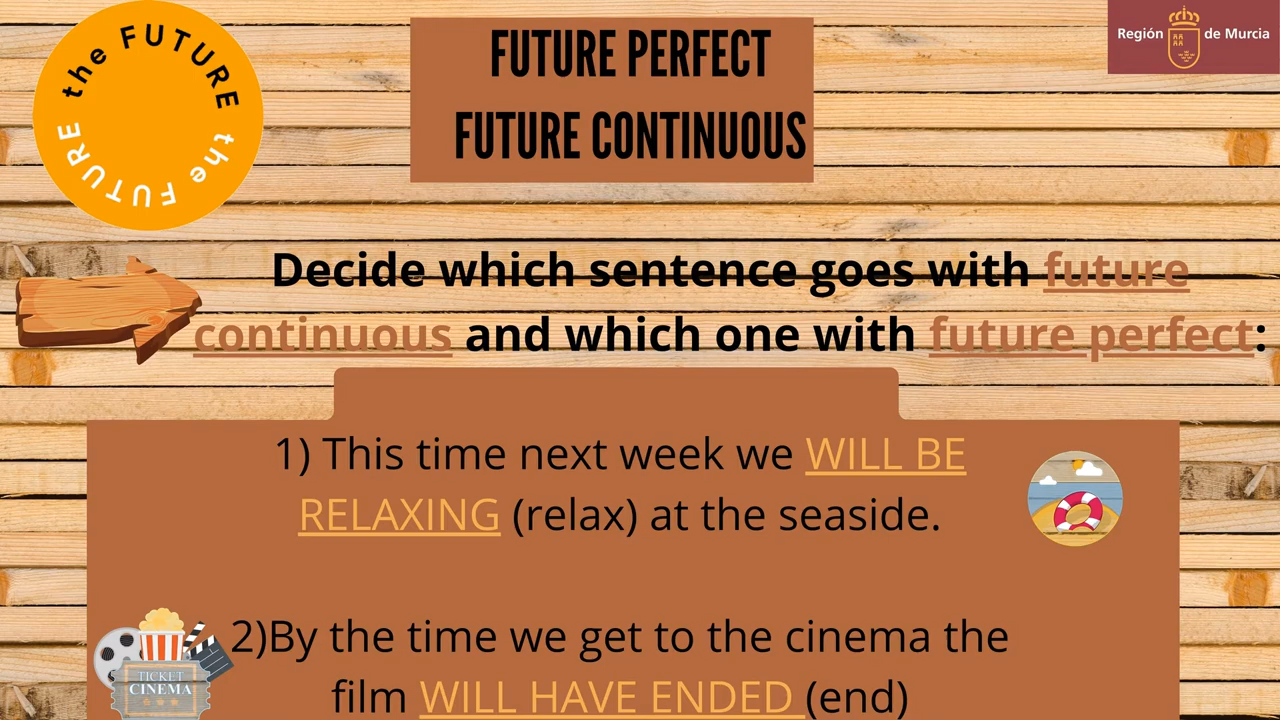 the FUTURE
the FUTURE
FUTURE PERFECT
FUTURE CONTINUOUS
Región de Murcia
Decide which sentence goes with future
continuous and which one with future perfect:
1) This time next week we WILL BE
RELAXING (relax) at the seaside.
2)By the time we get to the cinema the
film WILL HAVE ENDED (end)
TICKET
CINEMA